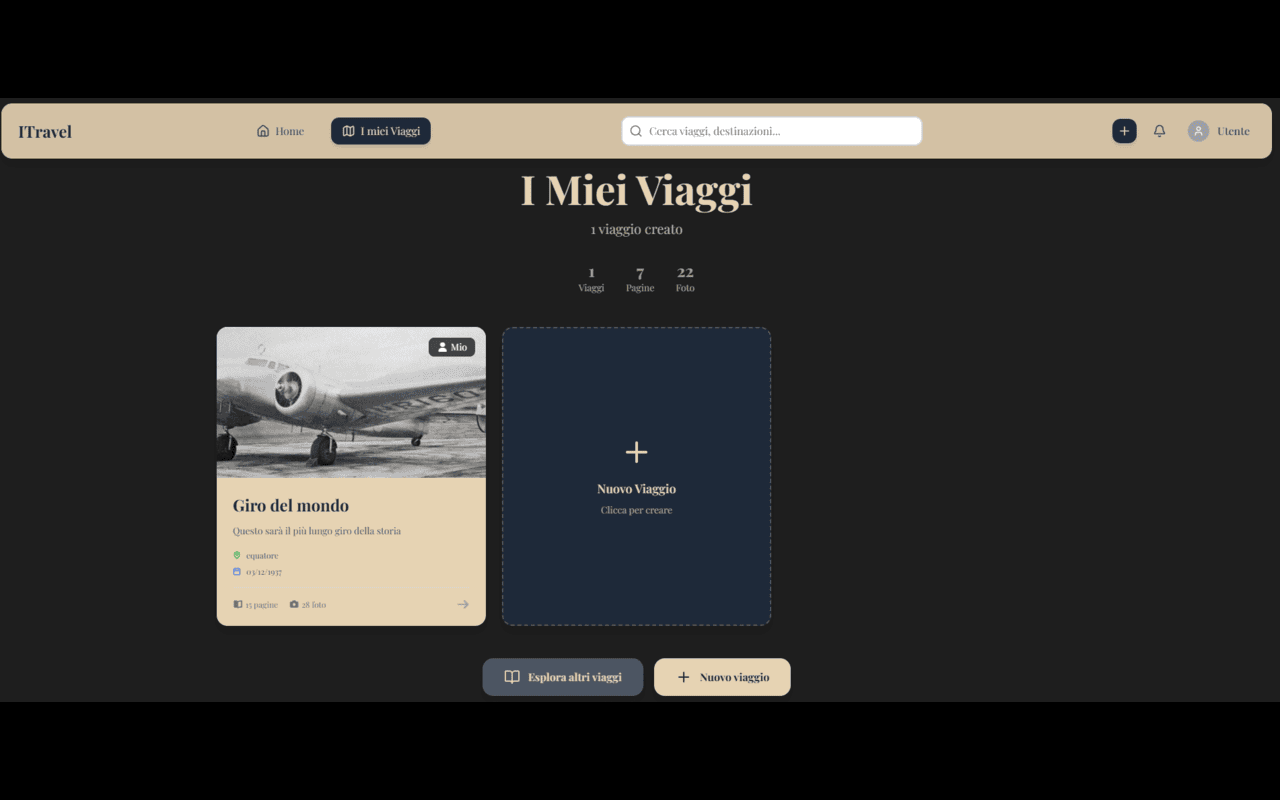 ITravel
Home
I miei Viaggi
Cerca viaggi, destinazioni...
Utente
I Miei Viaggi
1 viaggio creato
1 7 22
Viaggi Pagine Foto
Mio
Giro del mondo
Questo sarà il più lungo giro della storia
equatore
03/12/1937
15 pagine 28 foto
Nuovo Viaggio
Clicca per creare
Esplora altri viaggi
Nuovo viaggio